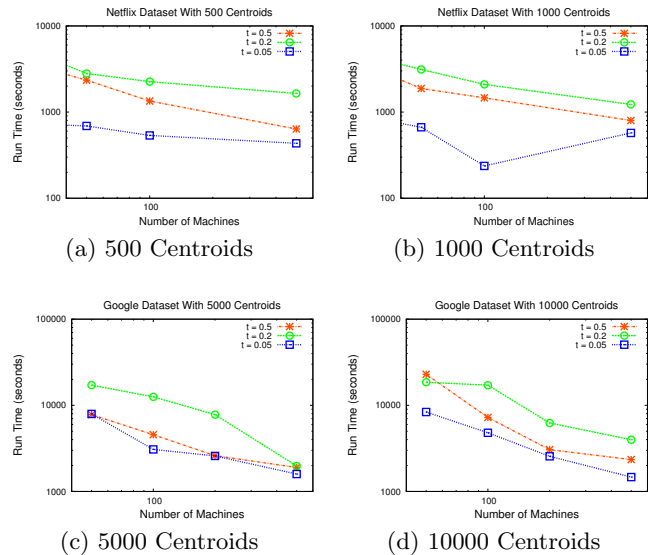 Netflix Dataset With 500 Centroids
t = 0.5
t = 0.2
t = 0.05
10000
1000
100
100
Run Time (seconds)
Number of Machines
(a) 500 Centroids
Netflix Dataset With 1000 Centroids
t = 0.5
t = 0.2
t = 0.05
10000
1000
100
100
Run Time (seconds)
Number of Machines
(b) 1000 Centroids
Google Dataset With 5000 Centroids
t = 0.5
t = 0.2
t = 0.05
100000
10000
1000
100
Run Time (seconds)
Number of Machines
(c) 5000 Centroids
Google Dataset With 10000 Centroids
t = 0.5
t = 0.2
t = 0.05
100000
10000
1000
100
Run Time (seconds)
Number of Machines
(d) 10000 Centroids